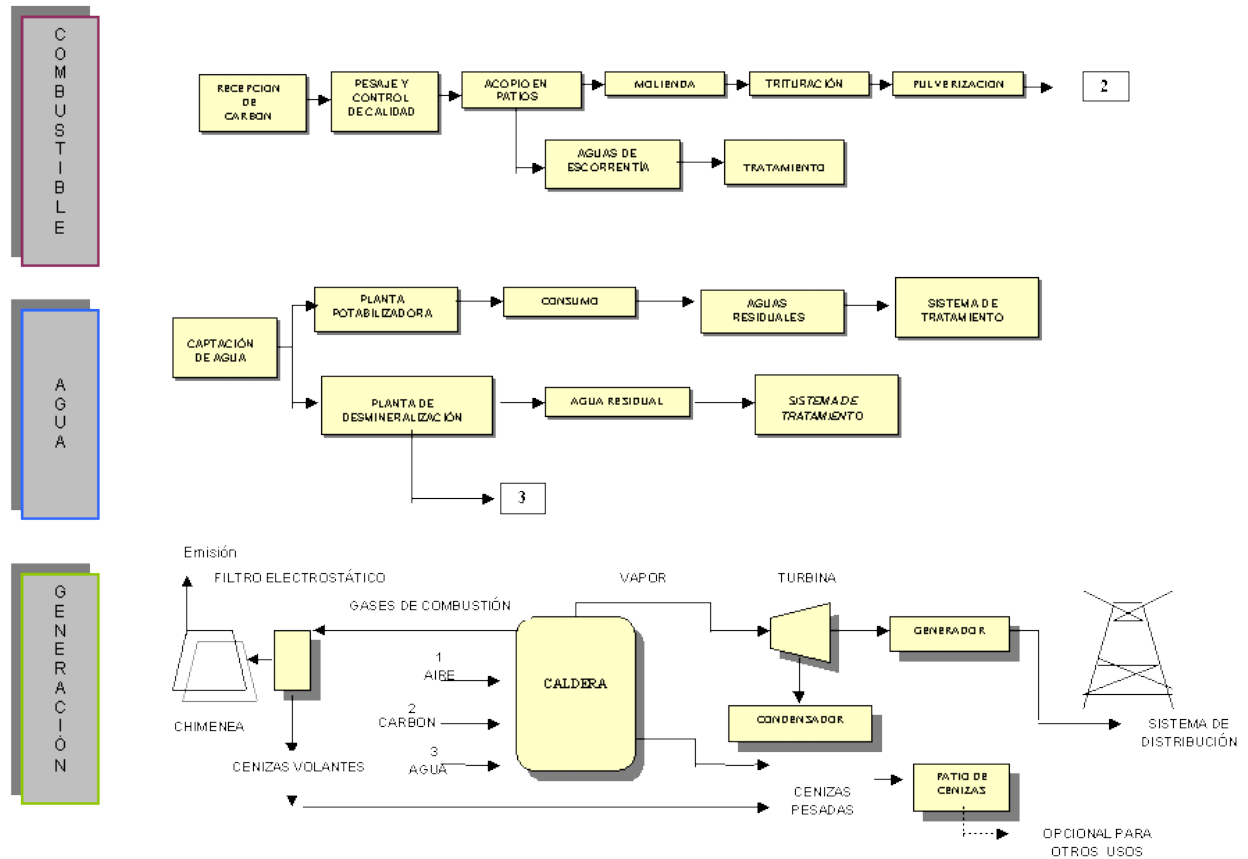 COMBUSTIBLE
RECEPCION
DE
CARBON
PESAJE Y
CONTROL
DE CALIDAD
ACOPIO EN
PATIOS
MOLIENDA
TRITURACIÓN
PULVERIZACION
2
AGUAS DE
ESCORRENTÍA
TRATAMIENTO
AGUA
CAPTACIÓN
DE AGUA
PLANTA
POTABILIZADORA
CONSUMO
AGUAS
RESIDUALES
SISTEMA DE
TRATAMIENTO
PLANTA DE
DESMINERALIZACIÓN
AGUA RESIDUAL
SISTEMA DE
TRATAMIENTO
3
GENERACIÓN
Emisión
FILTRO ELECTROSTÁTICO
GASES DE COMBUSTIÓN
VAPOR
TURBINA
GENERADOR
1
AIRE
2
CARBON
3
AGUA
CALDERA
CONDENSADOR
CHIMENEA
CENIZAS VOLANTES
SISTEMA DE
DISTRIBUCIÓN
CENIZAS
PESADAS
PATIO DE
CENIZAS
OPCIONAL PARA
OTROS USOS